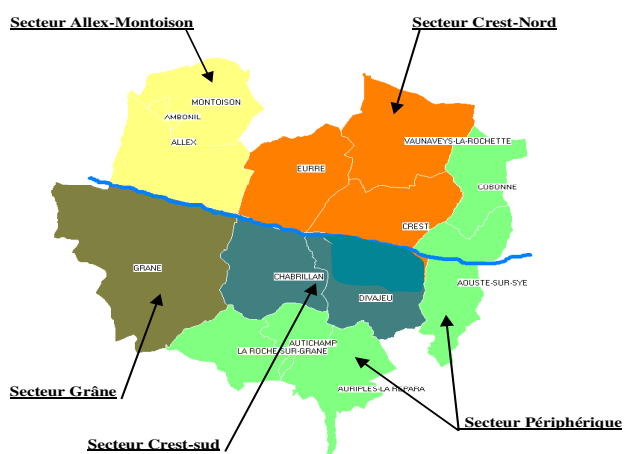 Secteur Allex-Montoison
Secteur Crest-Nord
MONTOISON
AMBONIL
ALLEX
VAUNAVEYS-LA-ROCHETTE
EURRE
COBONNE
CREST
GRANE
CHABRILLAN
AOUSTE-SUR-SYE
DIVAJEU
AUTICHAMP
LA ROCHE-SUR-GRANE
AURIPLES-LA REPARA
Secteur Grâne
Secteur Périphérique
Secteur Crest-sud